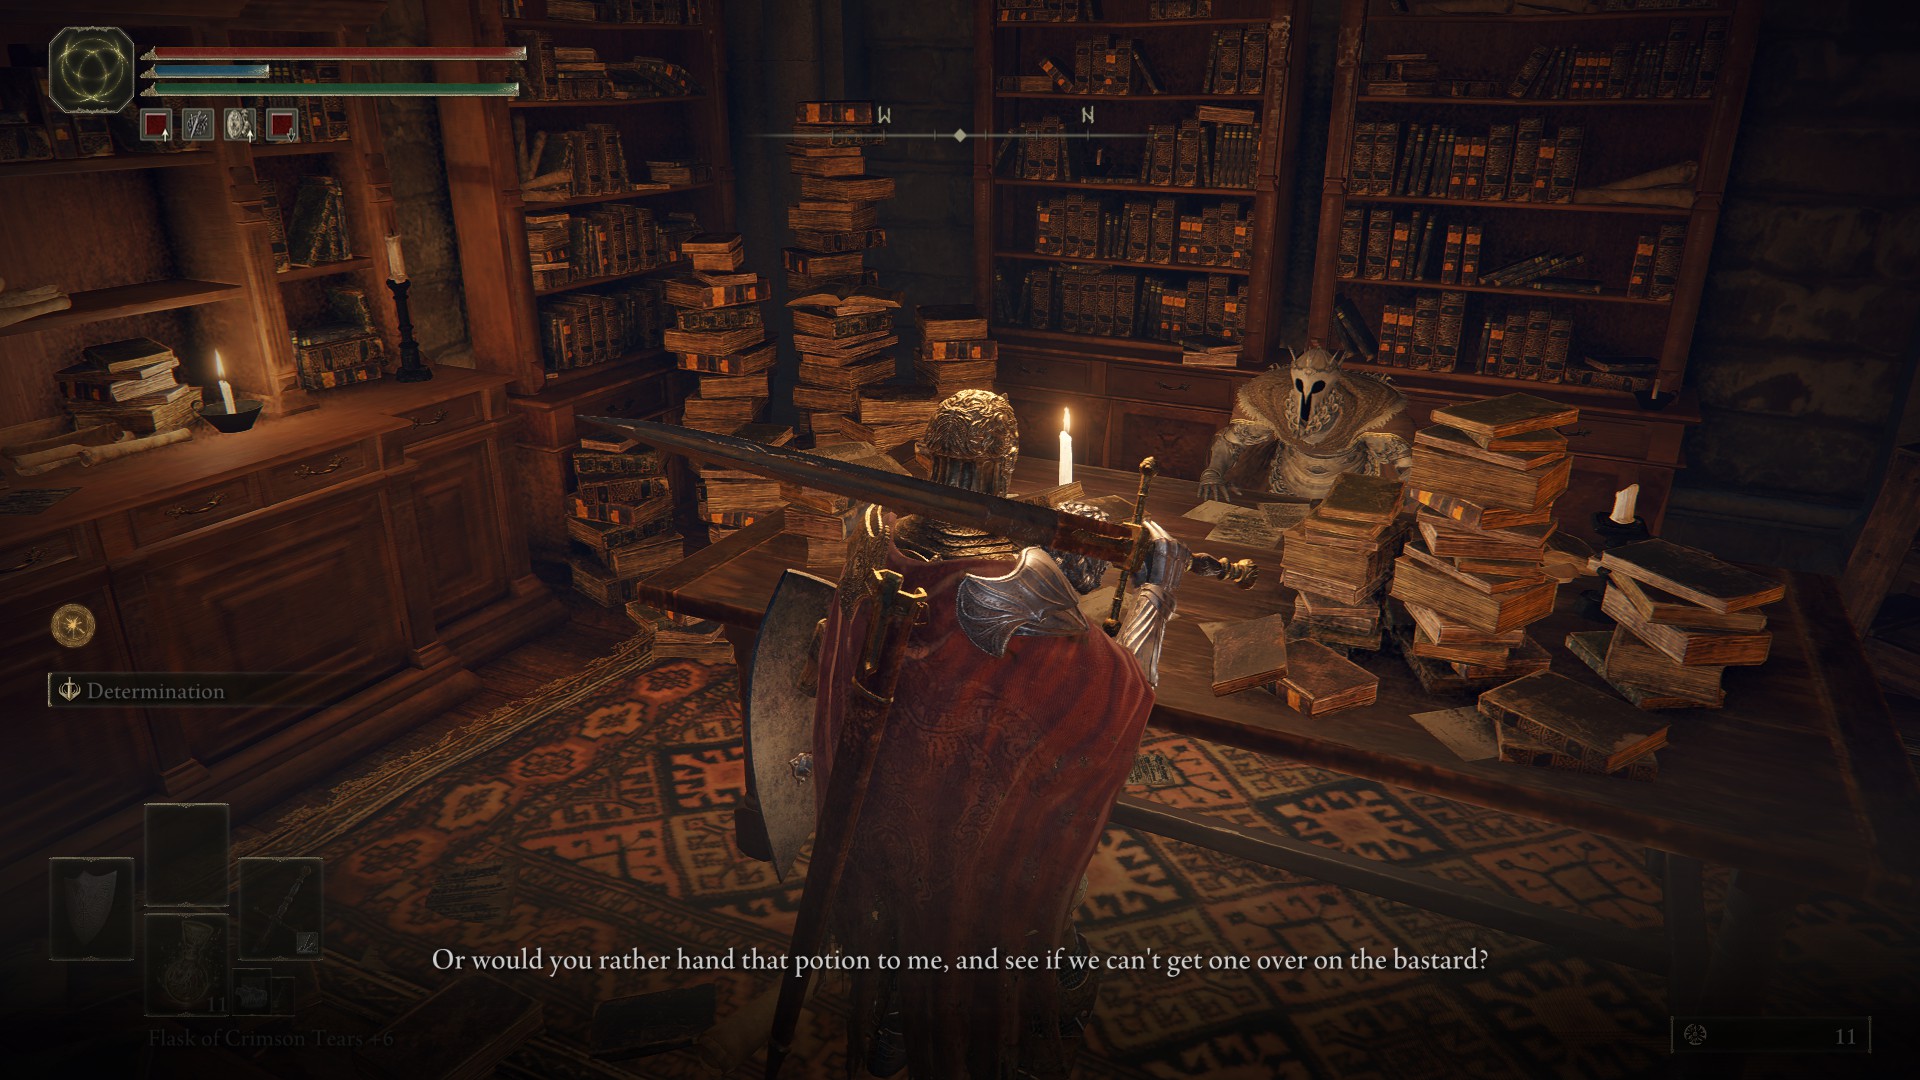 W
N
Determination
11
Flask of Crimson Tears +6
Or would you rather hand that potion to me, and see if we can't get one over on the bastard?
11